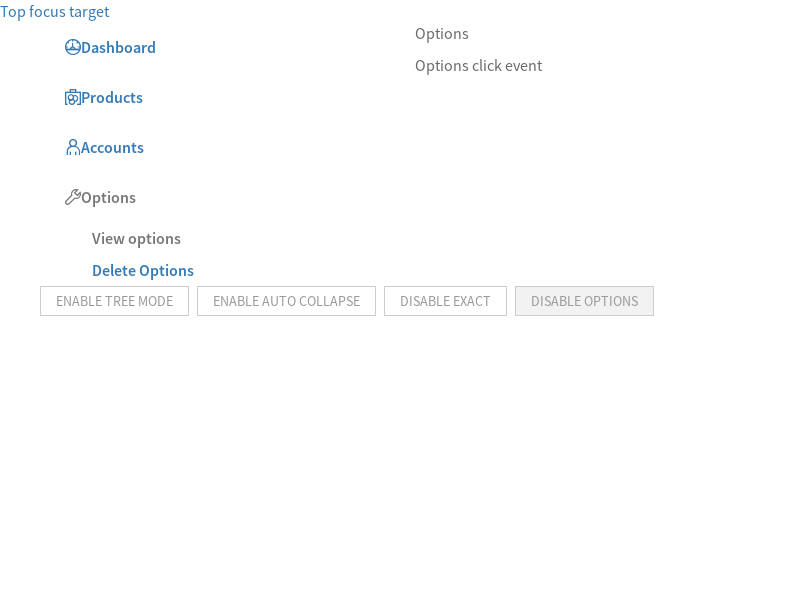 Top focus target
Dashboard
Products
Accounts
Options
View options
Delete Options
Options
Options click event
ENABLE TREE MODE
ENABLE AUTO COLLAPSE
DISABLE EXACT
DISABLE OPTIONS